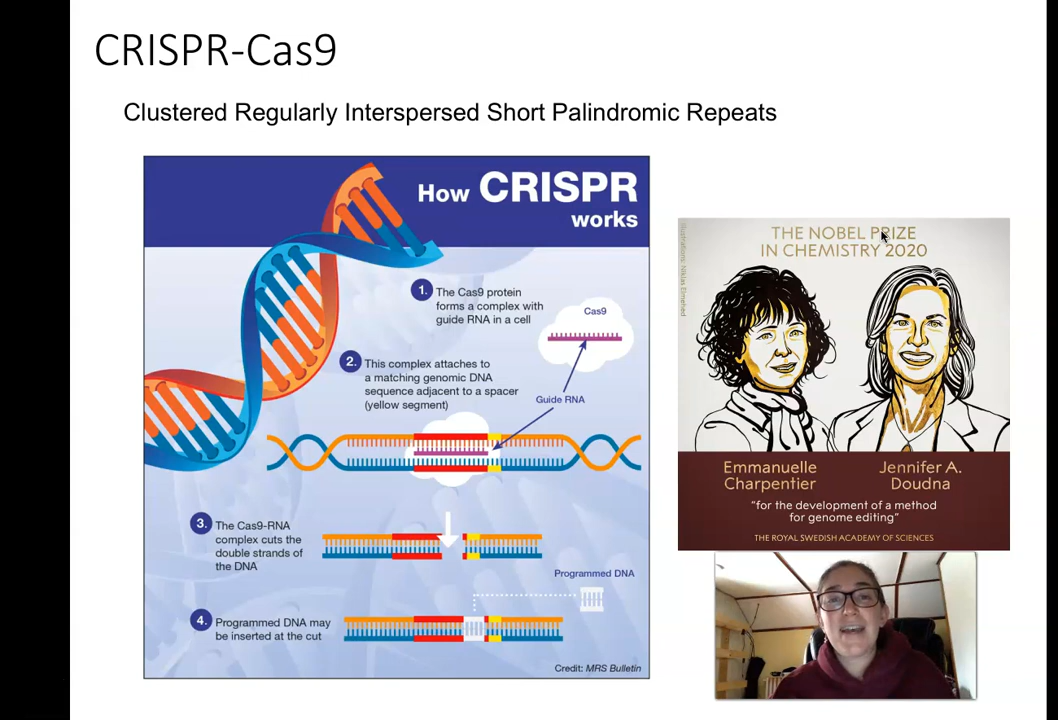 CRISPR-Cas9
Clustered Regularly Interspersed Short Palindromic Repeats
How CRISPR
works
1. The Cas9 protein
forms a complex with
guide RNA in a cell
Cas9
2. This complex attaches to
a matching genomic DNA
sequence adjacent to a spacer
(yellow segment)
Guide RNA
3. The Cas9-RNA
complex cuts the
double strands of
the DNA
Programmed DNA
4. Programmed DNA may
be inserted at the cut
Credit: MRS Bulletin
THE NOBEL PRIZE
IN CHEMISTRY 2020
Illustrations: Niklas Elmehed
Emmanuelle
Charpentier
Jennifer A.
Doudna
"for the development of a method
for genome editing"
THE ROYAL SWEDISH ACADEMY OF SCIENCES